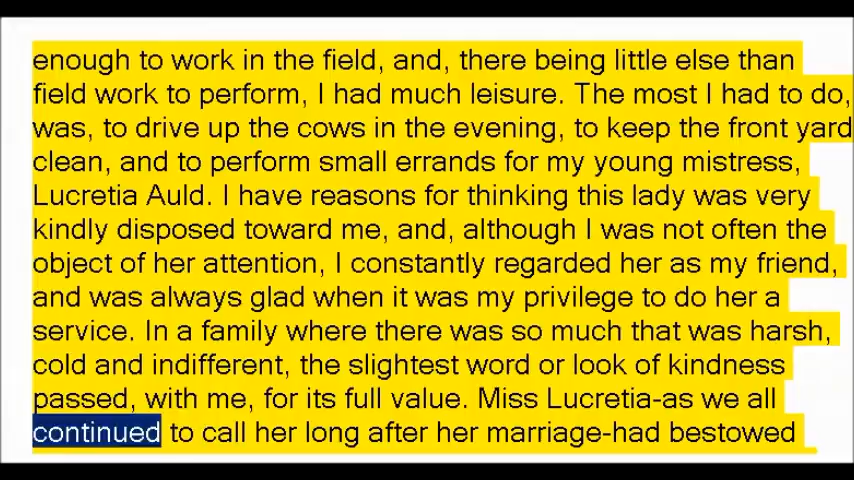 enough to work in the field, and, there being little else than
field work to perform, I had much leisure. The most I had to do,
was, to drive up the cows in the evening, to keep the front yard
clean, and to perform small errands for my young mistress,
Lucretia Auld. I have reasons for thinking this lady was very
kindly disposed toward me, and, although I was not often the
object of her attention, I constantly regarded her as my friend,
and was always glad when it was my privilege to do her a
service. In a family where there was so much that was harsh,
cold and indifferent, the slightest word or look of kindness
passed, with me, for its full value. Miss Lucretia-as we all
continued to call her long after her marriage-had bestowed